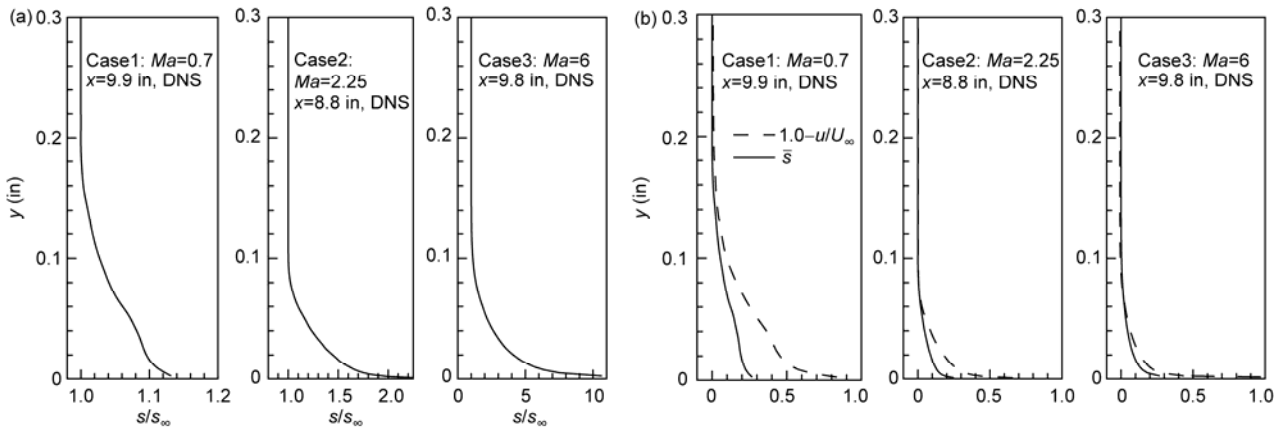 (a)
0.3
0.2
0.1
0
y (in)
Case1: Ma=0.7
x=9.9 in, DNS
1.0 1.1 1.2
s/s∞
0.3
0.2
0.1
0
Case2:
Ma=2.25
x=8.8 in, DNS
1.0 1.5 2.0
s/s∞
0.3
0.2
0.1
0
Case3: Ma=6
x=9.8 in, DNS
0 5 10
s/s∞
(b)
0.3
0.2
0.1
0
y (in)
Case1: Ma=0.7
x=9.9 in, DNS
1.0–u/U∞
s̄
0 0.5 1.0
0.3
0.2
0.1
0
Case2: Ma=2.25
x=8.8 in, DNS
0 0.5 1.0
0.3
0.2
0.1
0
Case3: Ma=6
x=9.8 in, DNS
0 0.5 1.0